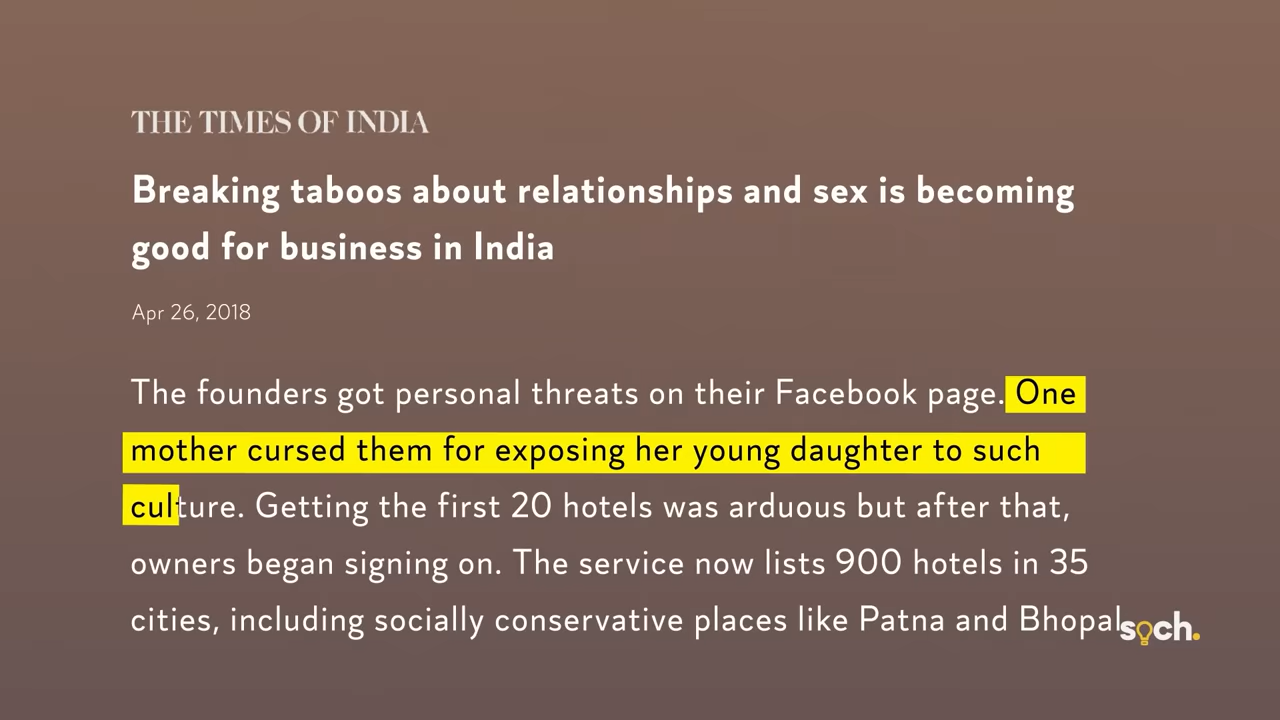 THE TIMES OF INDIA
Breaking taboos about relationships and sex is becoming
good for business in India
Apr 26, 2018
The founders got personal threats on their Facebook page. One
mother cursed them for exposing her young daughter to such
culture. Getting the first 20 hotels was arduous but after that,
owners began signing on. The service now lists 900 hotels in 35
cities, including socially conservative places like Patna and Bhopal
soch.